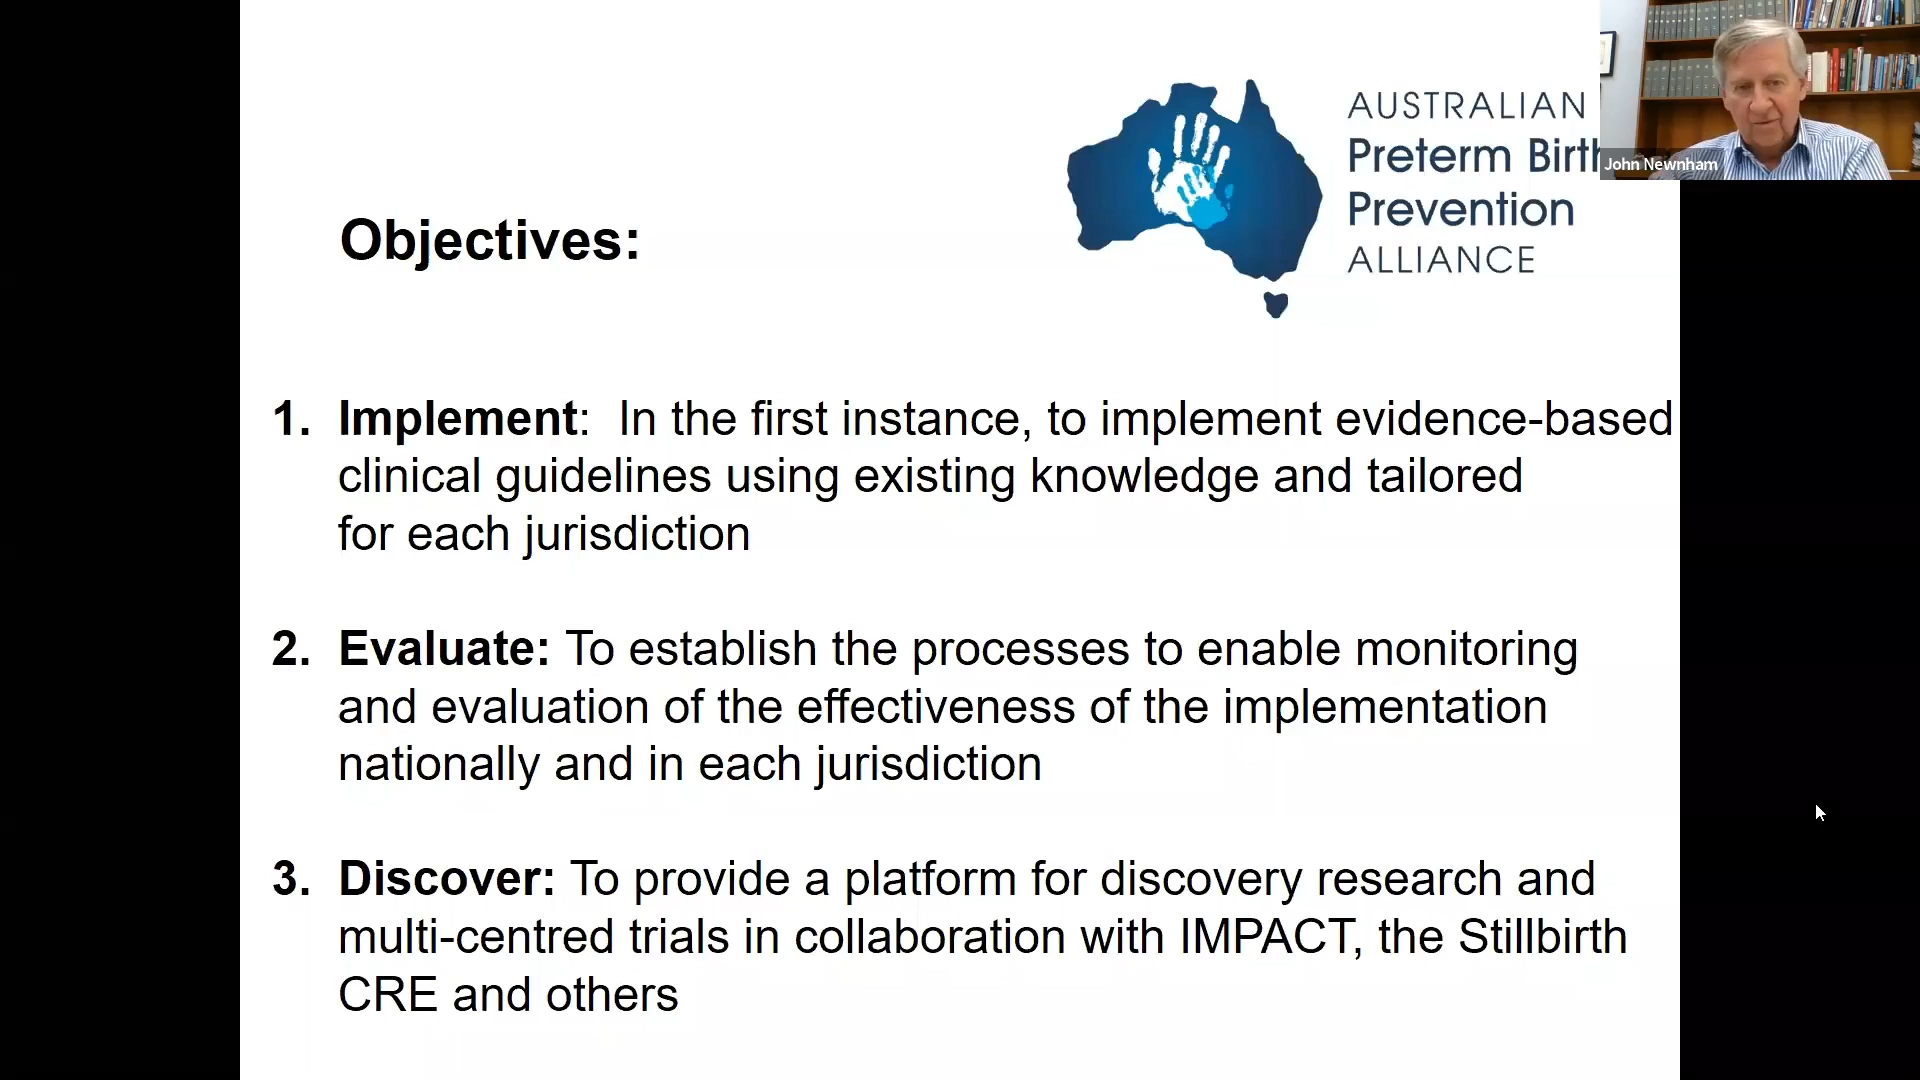 AUSTRALIAN
Preterm Birth
Prevention
ALLIANCE
John Newnham
Objectives:
1. Implement: In the first instance, to implement evidence-based
clinical guidelines using existing knowledge and tailored
for each jurisdiction
2. Evaluate: To establish the processes to enable monitoring
and evaluation of the effectiveness of the implementation
nationally and in each jurisdiction
3. Discover: To provide a platform for discovery research and
multi-centred trials in collaboration with IMPACT, the Stillbirth
CRE and others